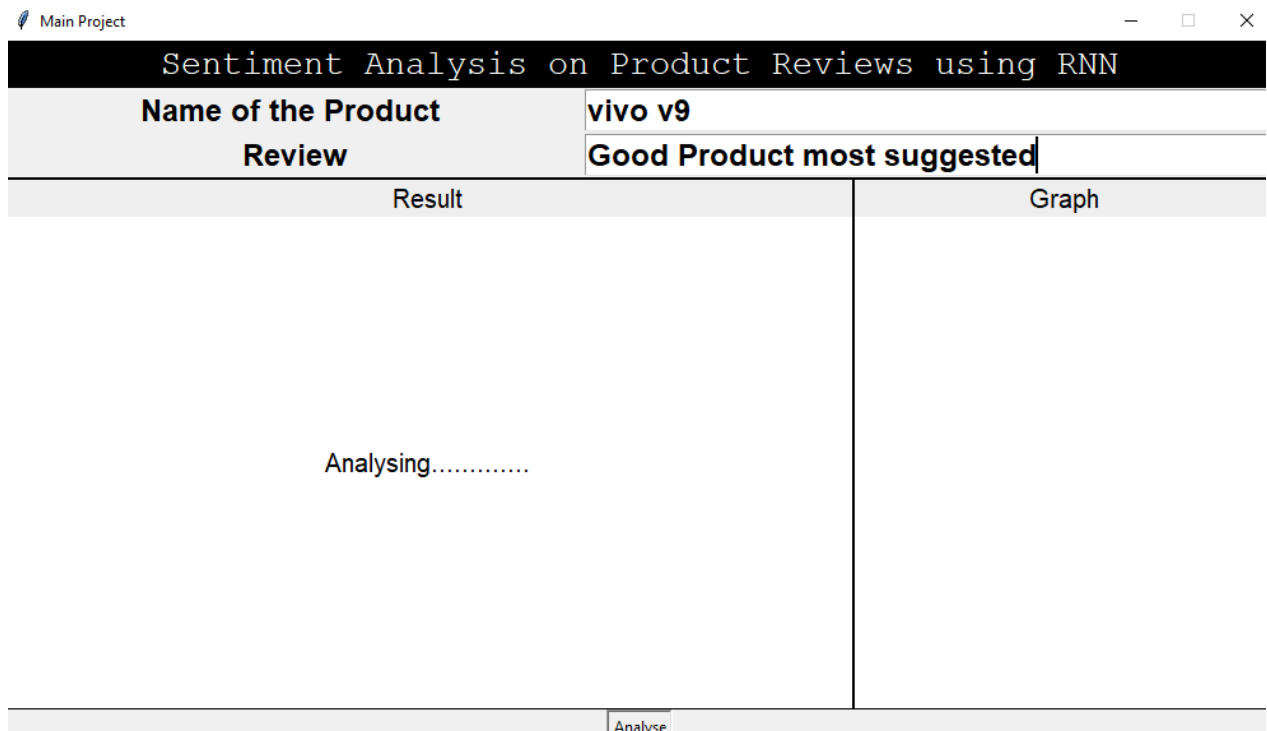 Main Project
Sentiment Analysis on Product Reviews using RNN
Name of the Product vivo v9
Review Good Product most suggested
Result Graph
Analysing.............
Analyse